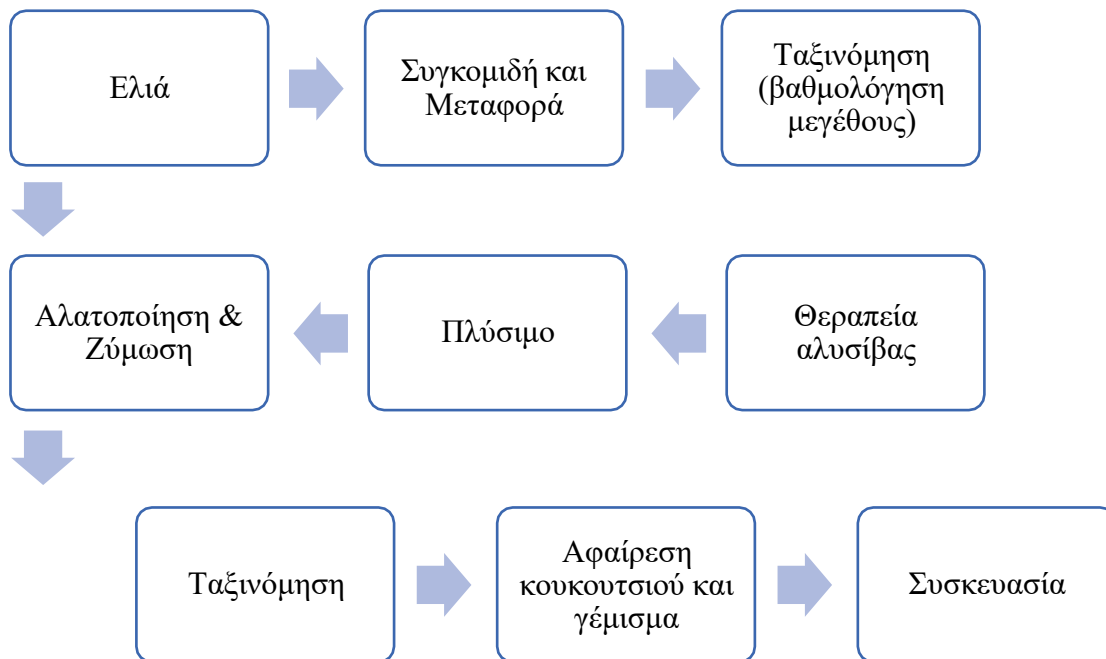 Ελιά
Συγκομιδή και
Μεταφορά
Ταξινόμηση
(βαθμολόγηση
μεγέθους)
Αλατοποίηση &
Ζύμωση
Πλύσιμο
Θεραπεία
αλυσίβας
Ταξινόμηση
Αφαίρεση
κουκουτσιού και
γέμισμα
Συσκευασία